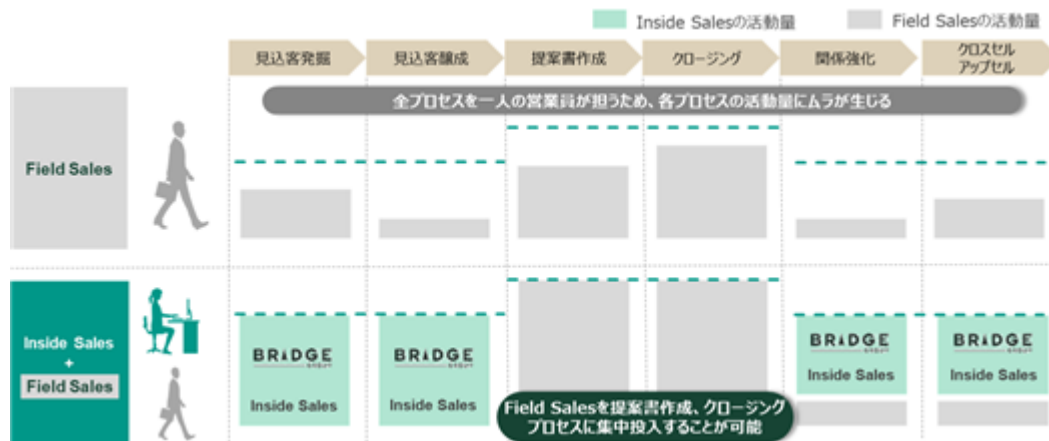 Inside Salesの活動量
Field Salesの活動量
見込客発掘
見込客醸成
提案書作成
クロージング
関係強化
クロスセル
アップセル
全プロセスを一人の営業員が担うため、各プロセスの活動量にムラが生じる
Field Sales
Inside Sales
+
Field Sales
BRIDGE
Inside Sales
BRIDGE
Inside Sales
BRIDGE
Inside Sales
BRIDGE
Inside Sales
Field Salesを提案書作成、クロージング
プロセスに集中投入することが可能